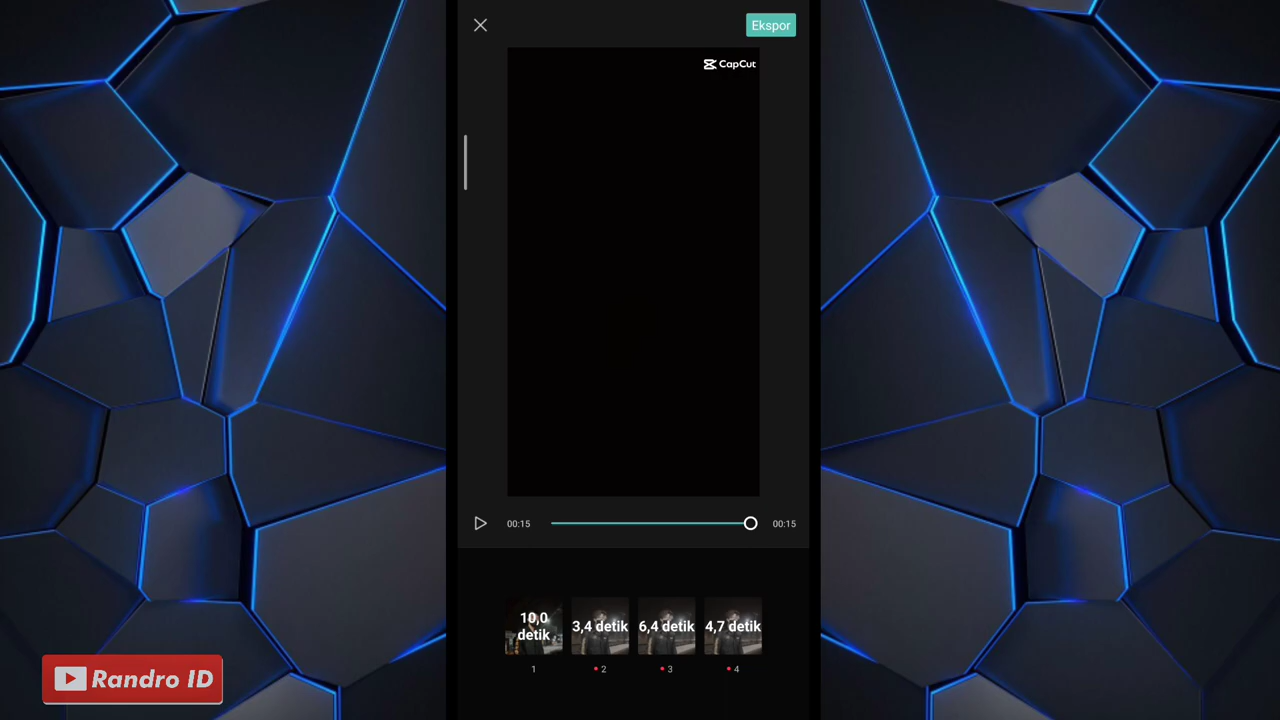 Ekspor
CapCut
00:15
00:15
10,0
detik
3,4 detik
6,4 detik
4,7 detik
1
2
3
4
Randro ID